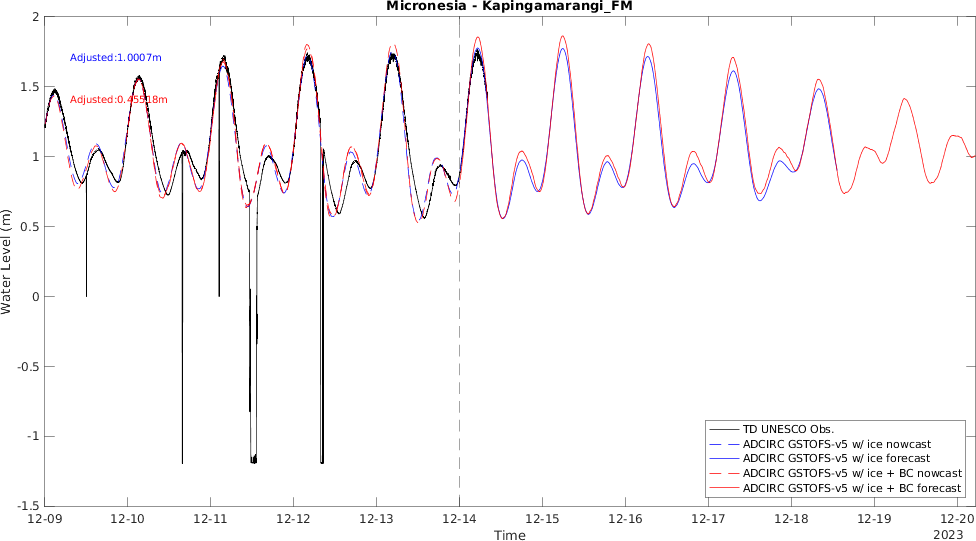 Micronesia - Kapingamarangi_FM
2
Adjusted:1.0007m
1.5
Adjusted:0.45518m
1
0.5
0
-0.5
-1
-1.5
Water Level (m)
TD UNESCO Obs.
ADCIRC GSTOFS-v5 w/ ice nowcast
ADCIRC GSTOFS-v5 w/ ice forecast
ADCIRC GSTOFS-v5 w/ ice + BC nowcast
ADCIRC GSTOFS-v5 w/ ice + BC forecast
12-09 12-10 12-11 12-12 12-13 12-14 12-15 12-16 12-17 12-18 12-19 12-20
Time
2023